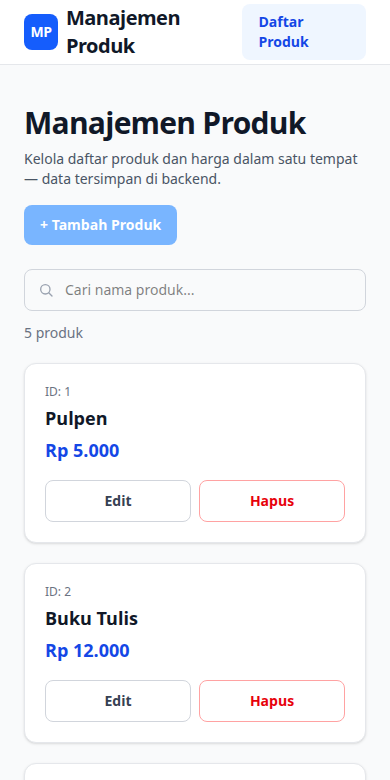 MP
Manajemen
Produk
Daftar
Produk
Manajemen Produk
Kelola daftar produk dan harga dalam satu tempat
— data tersimpan di backend.
+ Tambah Produk
Cari nama produk...
5 produk
ID: 1
Pulpen
Rp 5.000
Edit
Hapus
ID: 2
Buku Tulis
Rp 12.000
Edit
Hapus